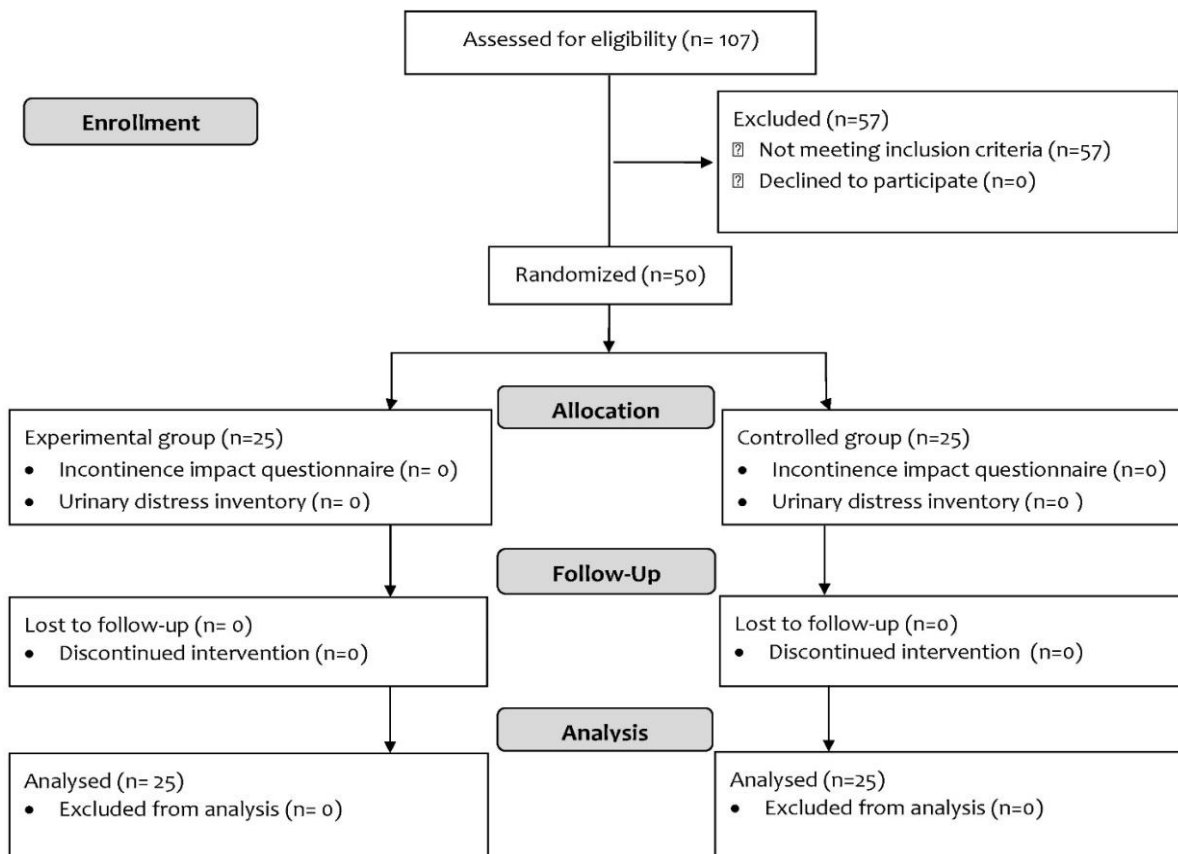 Assessed for eligibility (n= 107)
Enrollment
Excluded (n=57)
⍰ Not meeting inclusion criteria (n=57)
⍰ Declined to participate (n=0)
Randomized (n=50)
Allocation
Experimental group (n=25)
• Incontinence impact questionnaire (n= 0)
• Urinary distress inventory (n= 0)
Controlled group (n=25)
• Incontinence impact questionnaire (n=0)
• Urinary distress inventory (n=0 )
Follow-Up
Lost to follow-up (n= 0)
• Discontinued intervention (n=0)
Lost to follow-up (n=0)
• Discontinued intervention (n=0)
Analysis
Analysed (n= 25)
• Excluded from analysis (n= 0)
Analysed (n=25)
• Excluded from analysis (n=0)